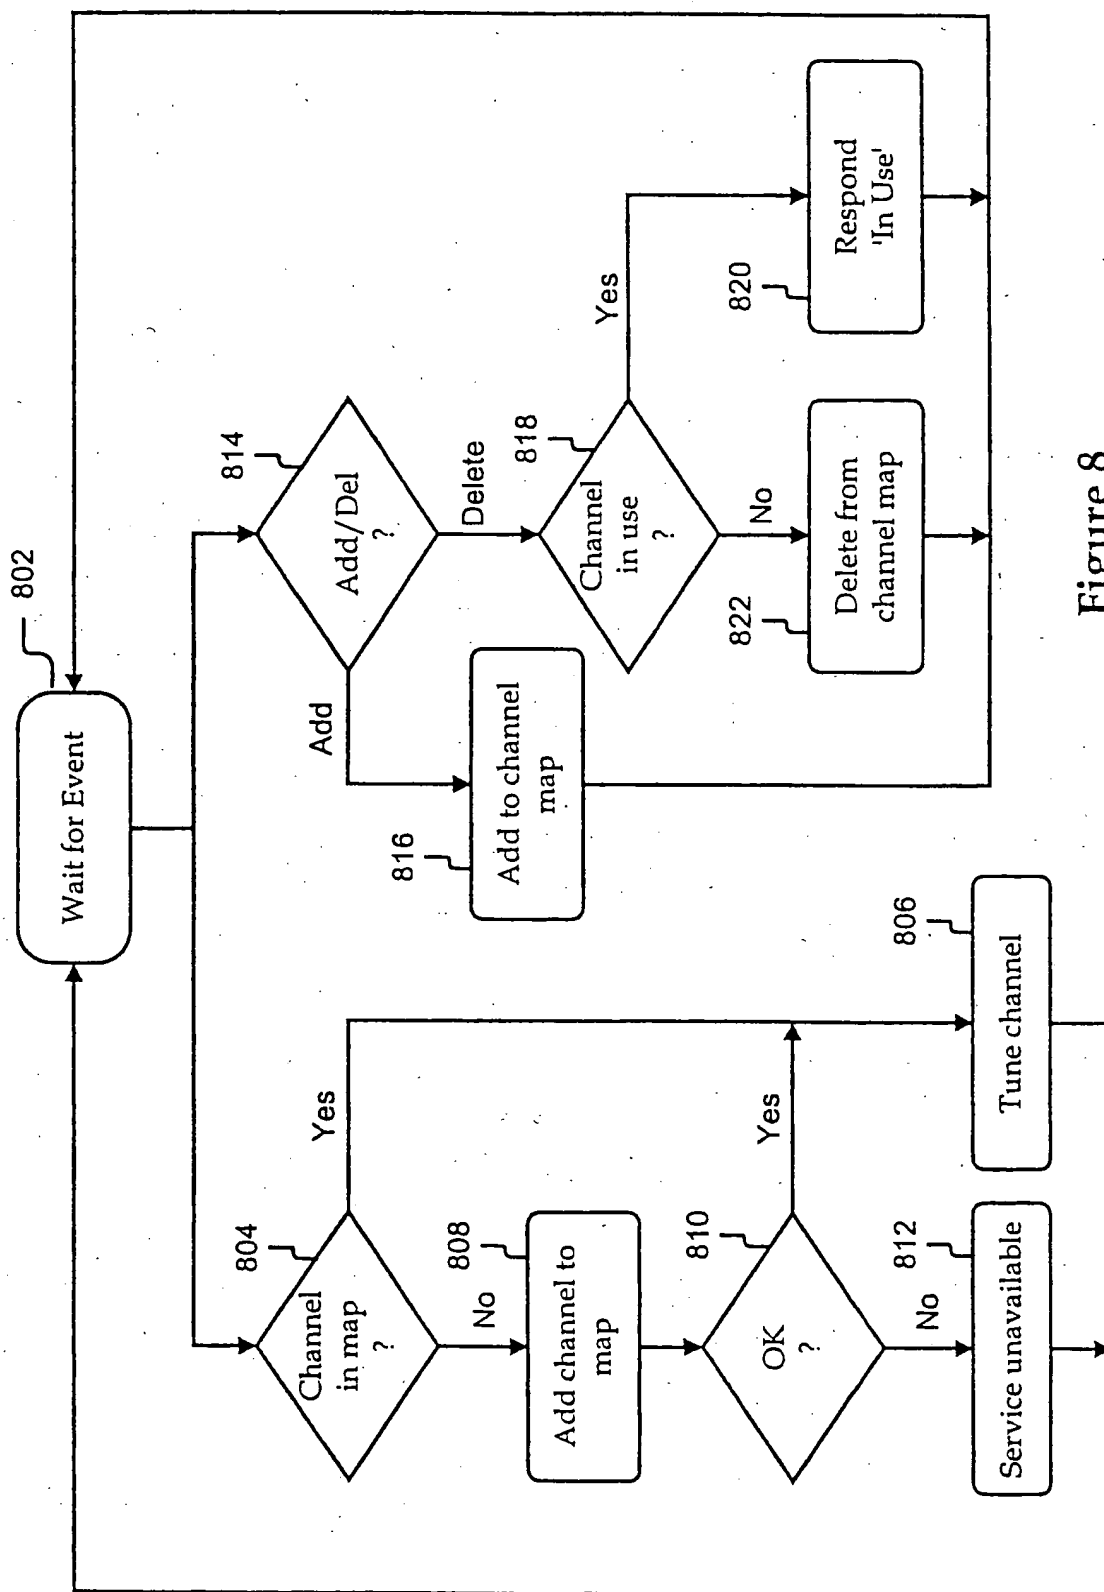 802
Wait for Event
804
Channel
in map
?
Yes
No
808
Add channel to
map
810
OK
?
Yes
No
812
Service unavailable
806
Tune channel
814
Add/Del
?
Add
Delete
816
Add to channel
map
818
Channel
in use
?
Yes
No
822
Delete from
channel map
820
Respond
'In Use'
Figure 8